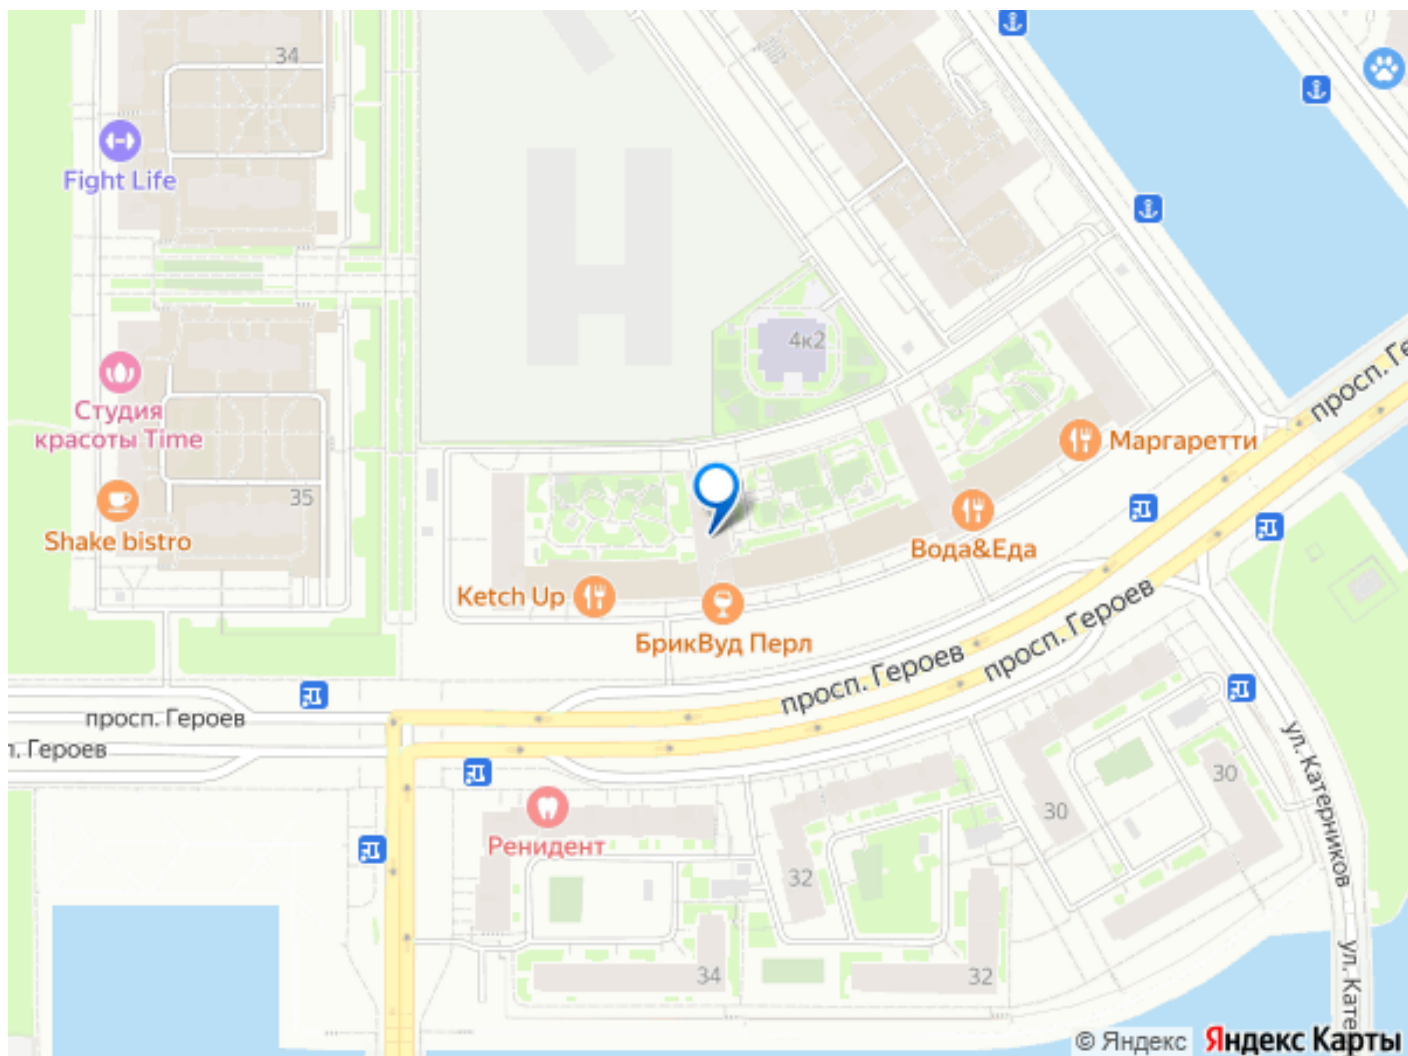 34
Fight Life
4к2
просп. Ге
Студия
красоты Time
Маргаретти
35
Shake bistro
Вода&Еда
Ketch Up
БрикВуд Перл
просп. Героев
просп. Героев
просп. Героев
п. Героев
ул. Катерников
30
30
Ренидент
32
34
32
ул. Кате
© Яндекс Яндекс Карты